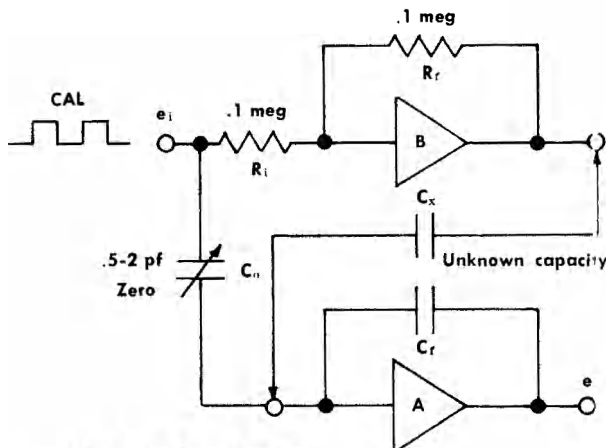 .1 meg
Rf
CAL
ei
.1 meg
Ri
B
Cx
Unknown capacity
.5-2 pf
Zero
Cn
Cf
A
e